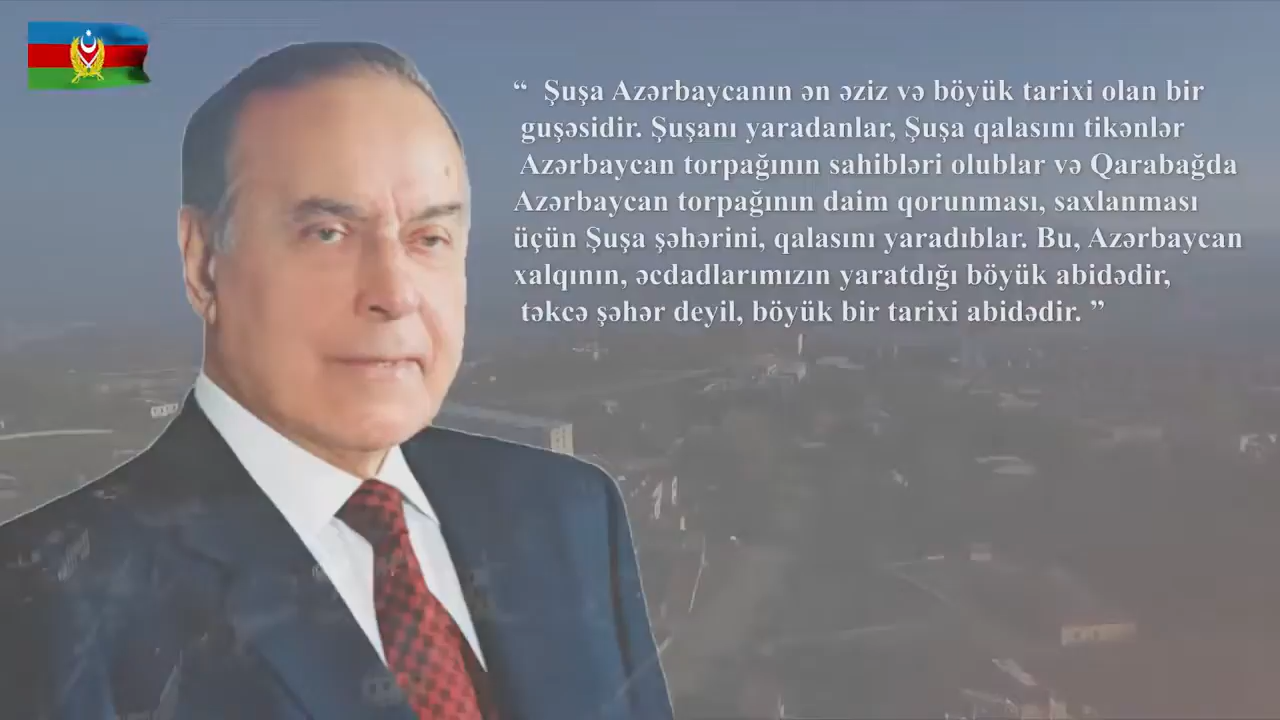 “ Şuşa Azərbaycanın ən əziz və böyük tarixi olan bir
guşəsidir. Şuşanı yaradanlar, Şuşa qalasını tikənlər
Azərbaycan torpağının sahibləri olublar və Qarabağda
Azərbaycan torpağının daim qorunması, saxlanması
üçün Şuşa şəhərini, qalasını yaradıblar. Bu, Azərbaycan
xalqının, əcdadlarımızın yaratdığı böyük abidədir,
təkcə şəhər deyil, böyük bir tarixi abidədir. ”